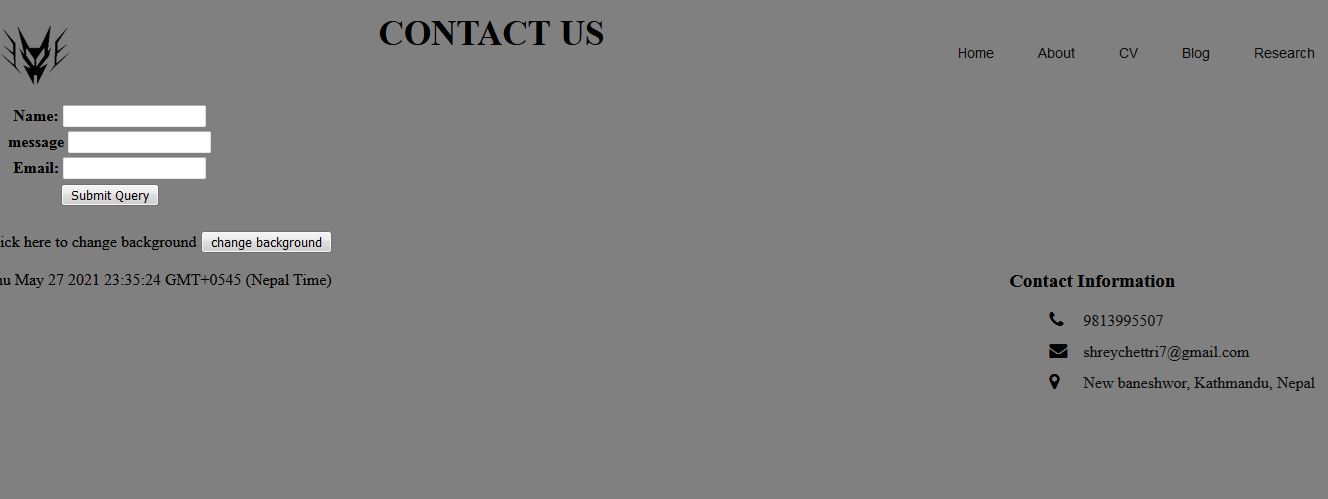 CONTACT US
Home About CV Blog Research
Name:
message
Email:
Submit Query
ick here to change background change background
nu May 27 2021 23:35:24 GMT+0545 (Nepal Time)
Contact Information
9813995507
shreychettri7@gmail.com
New baneshwor, Kathmandu, Nepal